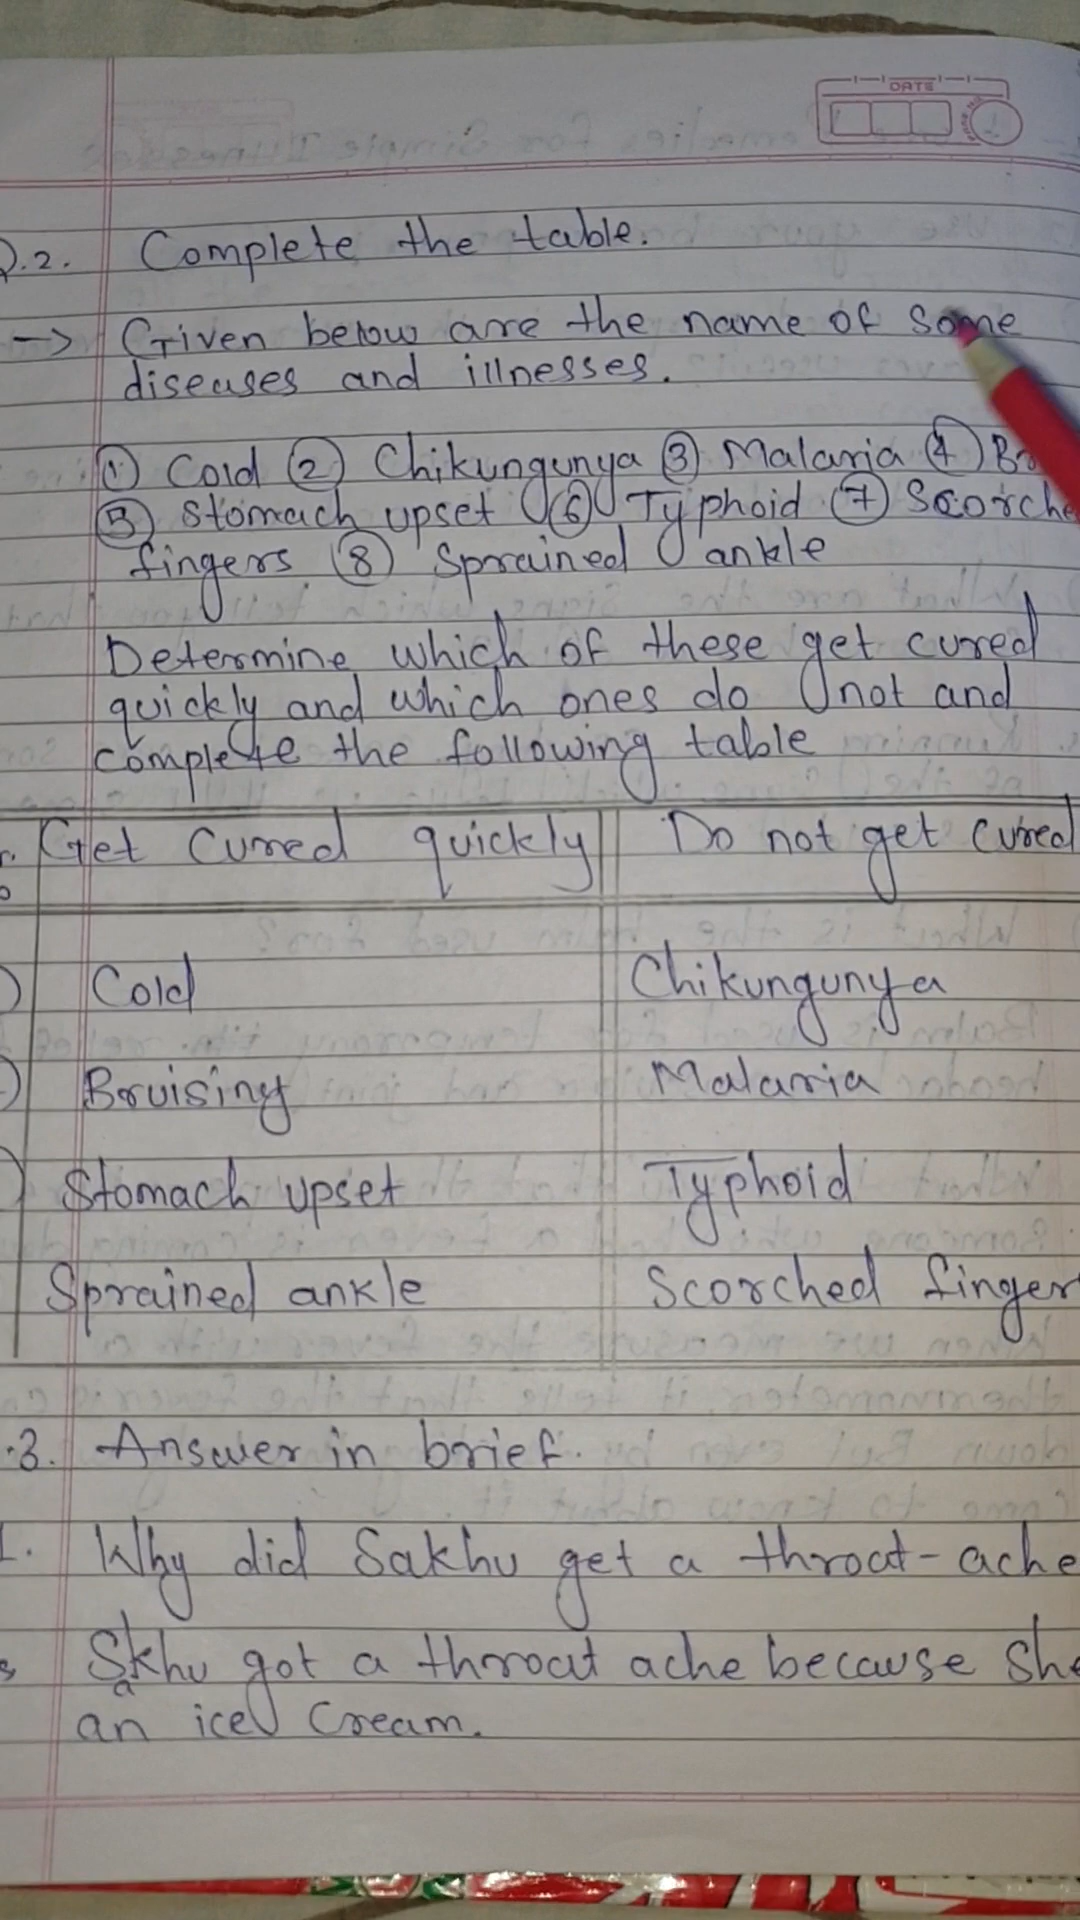 DATE
Q.2. Complete the table.
→ Given below are the name of some
diseases and illnesses.
① Cold ② Chikungunya ③ Malaria ④
⑤ Stomach upset ⑥ Typhoid ⑦ Scorche
fingers ⑧ Sprained ankle
Determine which of these get cured
quickly and which ones do not and
complete the following table
Get Cured quickly Do not get cured
Cold Chikungunya
Bruising Malaria
Stomach upset Typhoid
Sprained ankle Scorched finger
.3. Answer in brief.
1. Why did Sakhu get a throat-ache
Sakhu got a throat ache because she
an ice cream.